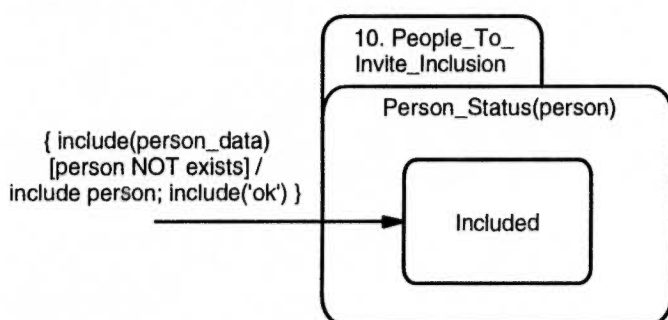 10. People_To_
Invite_Inclusion
Person_Status(person)
{ include(person_data)
[person NOT exists] /
include person; include('ok') }
Included